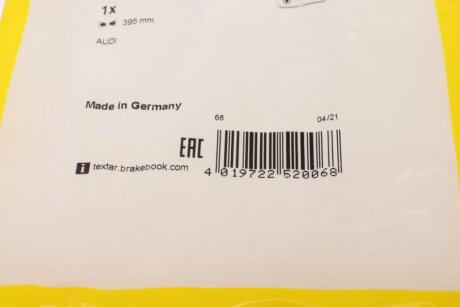 1x
395 mm
AUDI
Made in Germany
66 04/21
EAC
i textar.brakebook.com
4 019722 520068